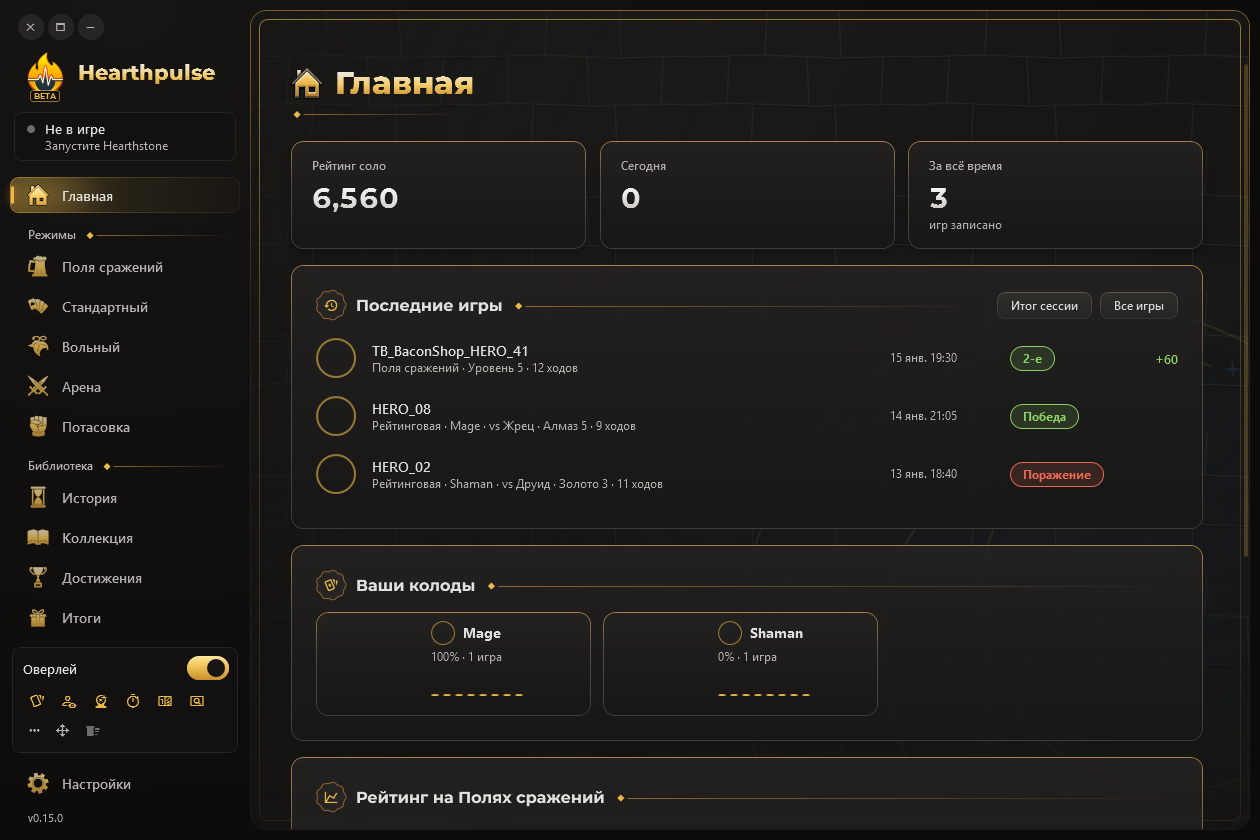 Hearthpulse
BETA
Не в игре
Запустите Hearthstone
Главная
Режимы
Поля сражений
Стандартный
Вольный
Арена
Потасовка
Библиотека
История
Коллекция
Достижения
Итоги
Оверлей
Настройки
v0.15.0
Главная
Рейтинг соло
6,560
Сегодня
0
За всё время
3
игр записано
Последние игры
Итог сессии
Все игры
TB_BaconShop_HERO_41
Поля сражений · Уровень 5 · 12 ходов
15 янв. 19:30
2-е
+60
HERO_08
Рейтинговая · Mage · vs Жрец · Алмаз 5 · 9 ходов
14 янв. 21:05
Победа
HERO_02
Рейтинговая · Shaman · vs Друид · Золото 3 · 11 ходов
13 янв. 18:40
Поражение
Ваши колоды
Mage
100% · 1 игра
Shaman
0% · 1 игра
Рейтинг на Полях сражений